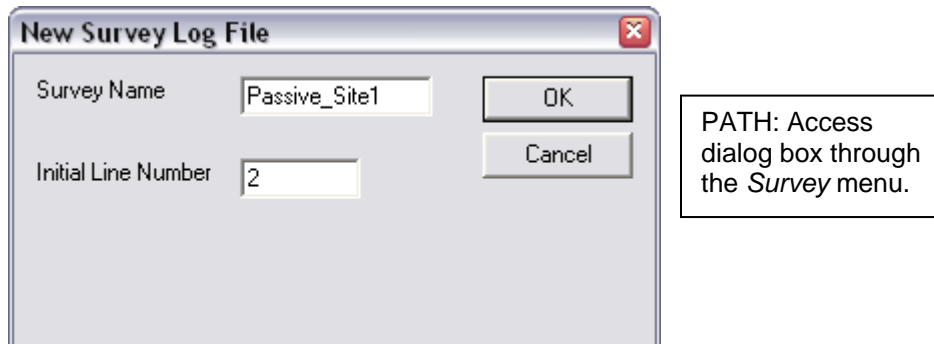 New Survey Log File
Survey Name
Passive_Site1
OK
Cancel
Initial Line Number
2
PATH: Access
dialog box through
the Survey menu.